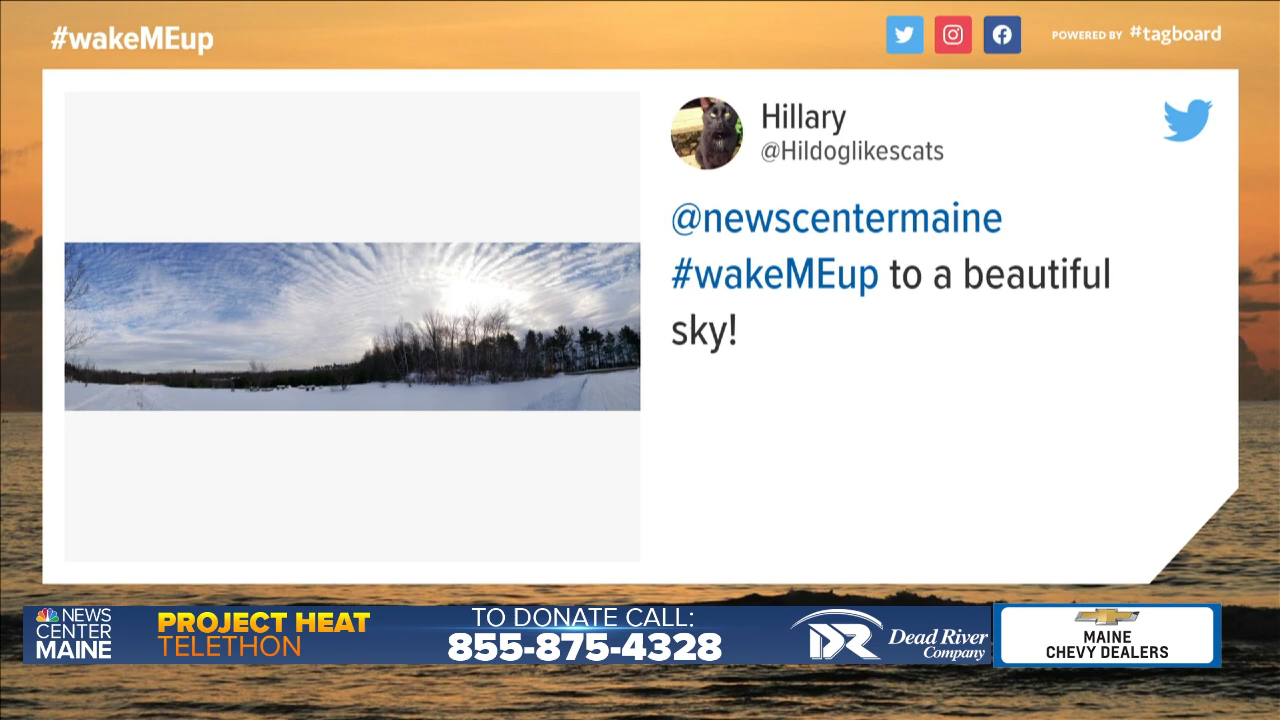 #wakeMEup
POWERED BY #tagboard
Hillary
@Hildoglikescats
@newscentermaine
#wakeMEup to a beautiful
sky!
NEWS
CENTER
MAINE
PROJECT HEAT
TELETHON
TO DONATE CALL:
855-875-4328
DR Dead River
Company
MAINE
CHEVY DEALERS